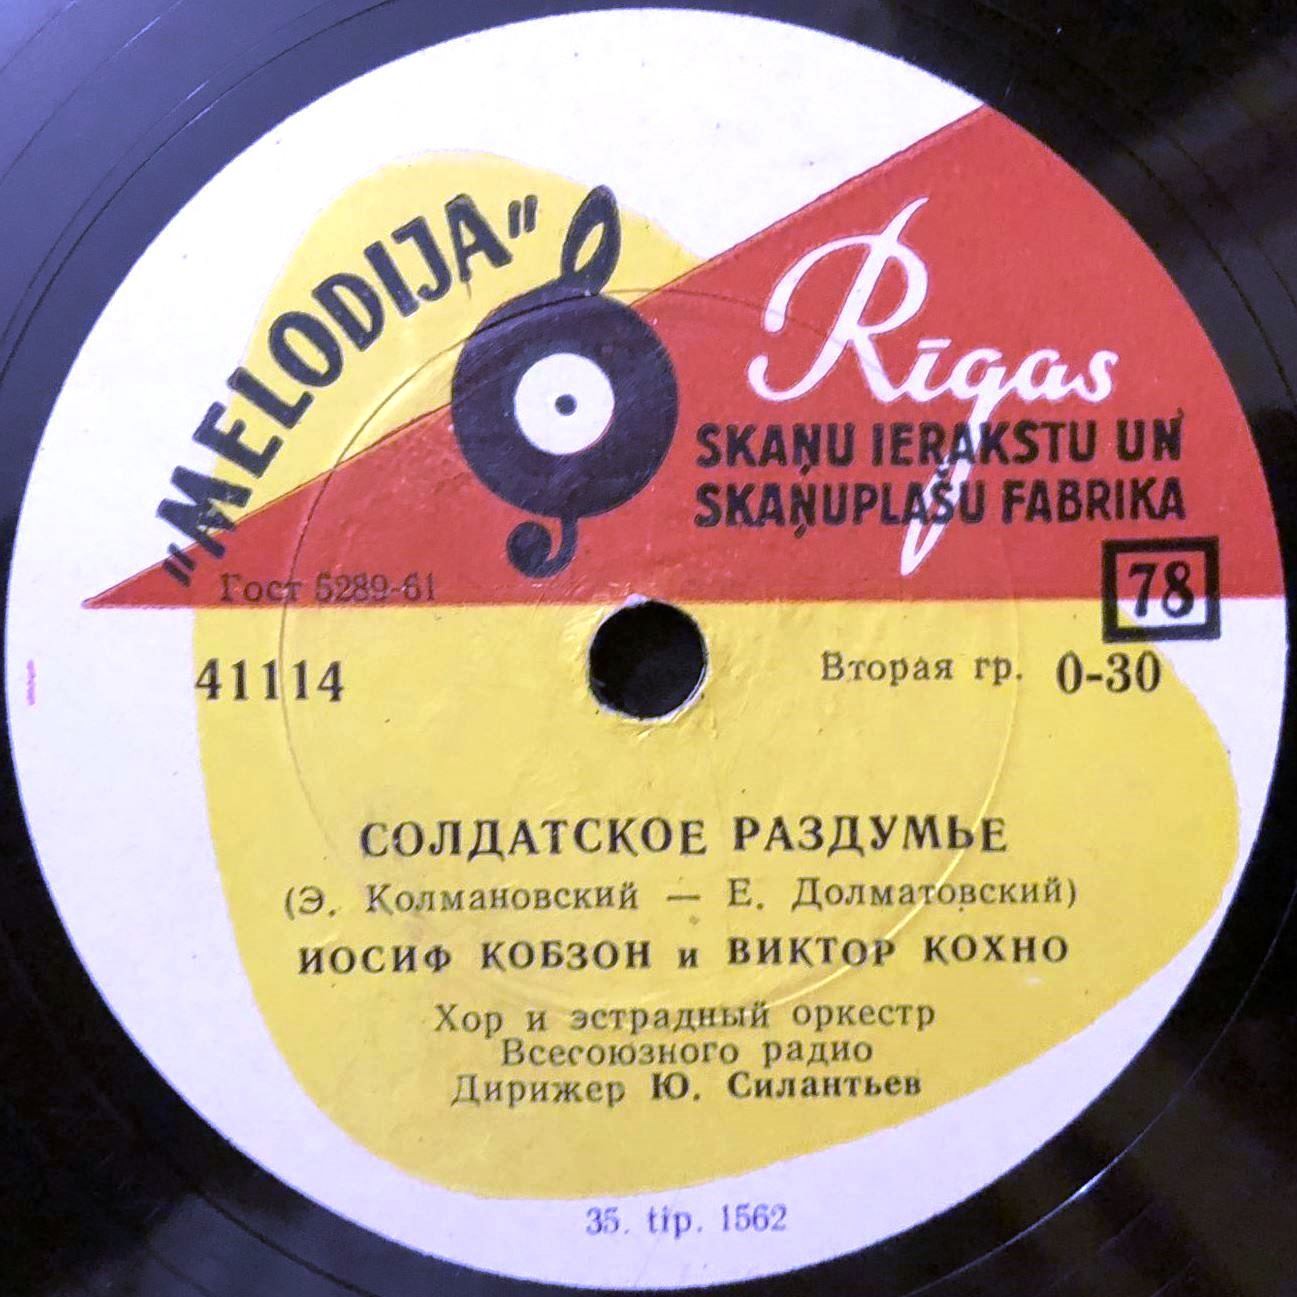 "MELODIJA"
Rīgas
SKAŅU IERAKSTU UN
SKAŅUPLAŠU FABRIKA
Гост 5289-61
78
41114
Вторая гр. 0-30
СОЛДАТСКОЕ РАЗДУМЬЕ
(Э. Колмановский — Е. Долматовский)
ИОСИФ КОБЗОН и ВИКТОР КОХНО
Хор и эстрадный оркестр
Всесоюзного радио
Дирижер Ю. Силантьев
35. tip. 1562